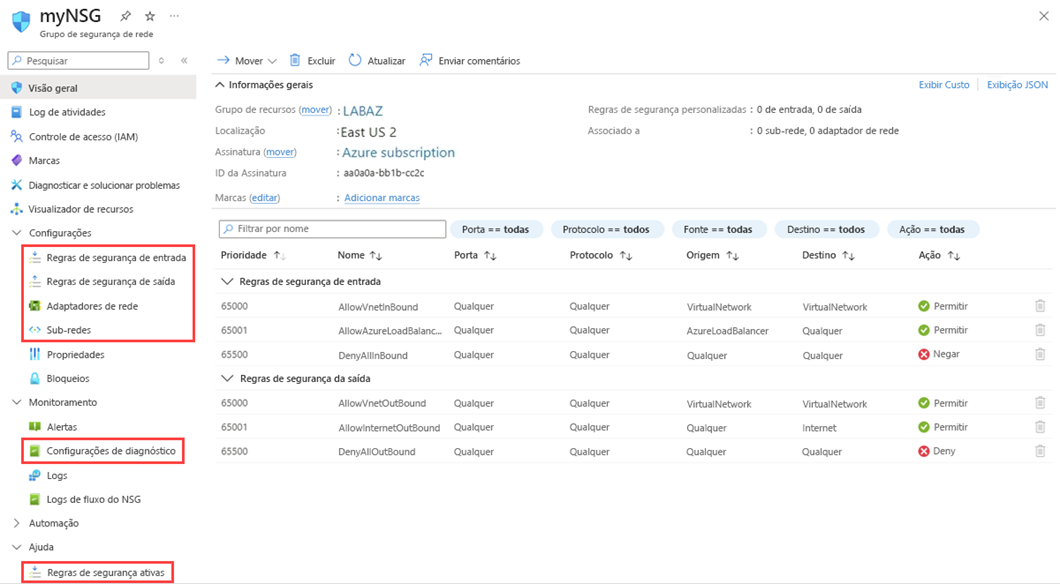 myNSG
Grupo de segurança de rede
Pesquisar
Visão geral
Log de atividades
Controle de acesso (IAM)
Marcas
Diagnosticar e solucionar problemas
Visualizador de recursos
Configurações
Regras de segurança de entrada
Regras de segurança de saída
Adaptadores de rede
Sub-redes
Propriedades
Bloqueios
Monitoramento
Alertas
Configurações de diagnóstico
Logs
Logs de fluxo do NSG
Automação
Ajuda
Regras de segurança ativas
Mover Excluir Atualizar Enviar comentários
Informações gerais Exibir Custo Exibição JSON
Grupo de recursos (mover) : LABAZ Regras de segurança personalizadas : 0 de entrada, 0 de saída
Localização : East US 2 Associado a : 0 sub-rede, 0 adaptador de rede
Assinatura (mover) : Azure subscription
ID da Assinatura : aa0a0a-bb1b-cc2c
Marcas (editar) : Adicionar marcas
Filtrar por nome Porta == todas Protocolo == todos Fonte == todas Destino == todos Ação == todas
Prioridade Nome Porta Protocolo Origem Destino Ação
Regras de segurança de entrada
65000 AllowVnetInBound Qualquer Qualquer VirtualNetwork VirtualNetwork Permitir
65001 AllowAzureLoadBalanc... Qualquer Qualquer AzureLoadBalancer Qualquer Permitir
65500 DenyAllInBound Qualquer Qualquer Qualquer Qualquer Negar
Regras de segurança da saída
65000 AllowVnetOutBound Qualquer Qualquer VirtualNetwork VirtualNetwork Permitir
65001 AllowInternetOutBound Qualquer Qualquer Qualquer Internet Permitir
65500 DenyAllOutBound Qualquer Qualquer Qualquer Qualquer Deny